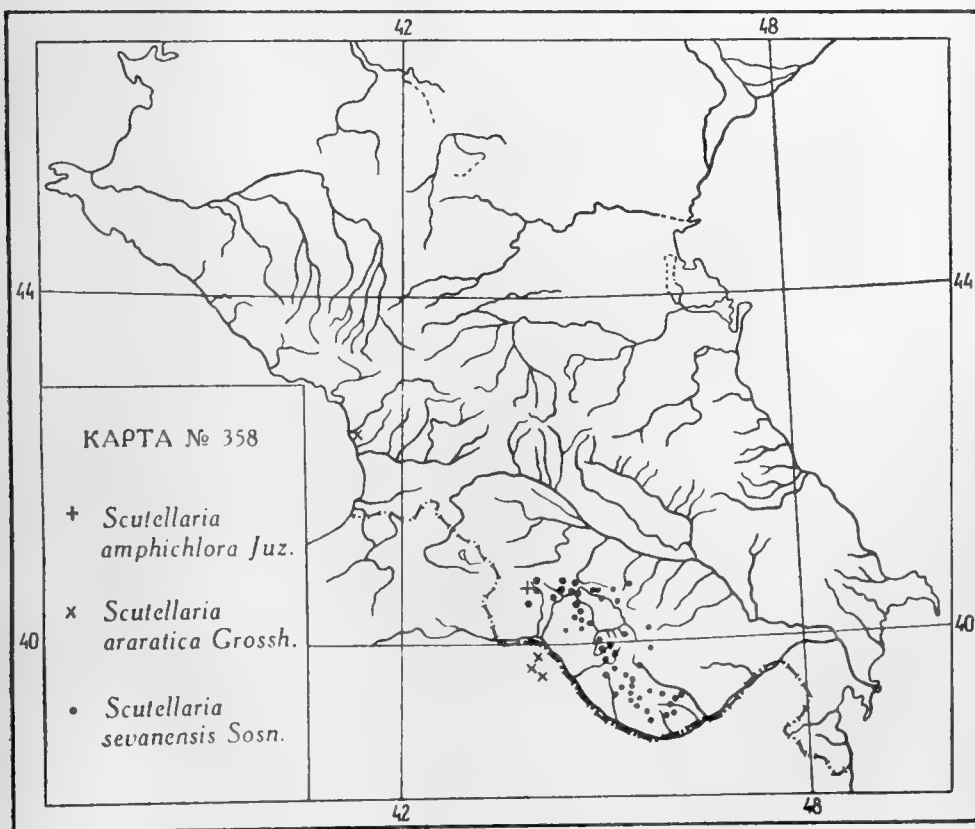 42 48
44 44
КАРТА № 358
+ Scutellaria
amphichlora Juz.
× Scutellaria
araratica Grossh.
• Scutellaria
sevanensis Sosn.
40 40
42 48